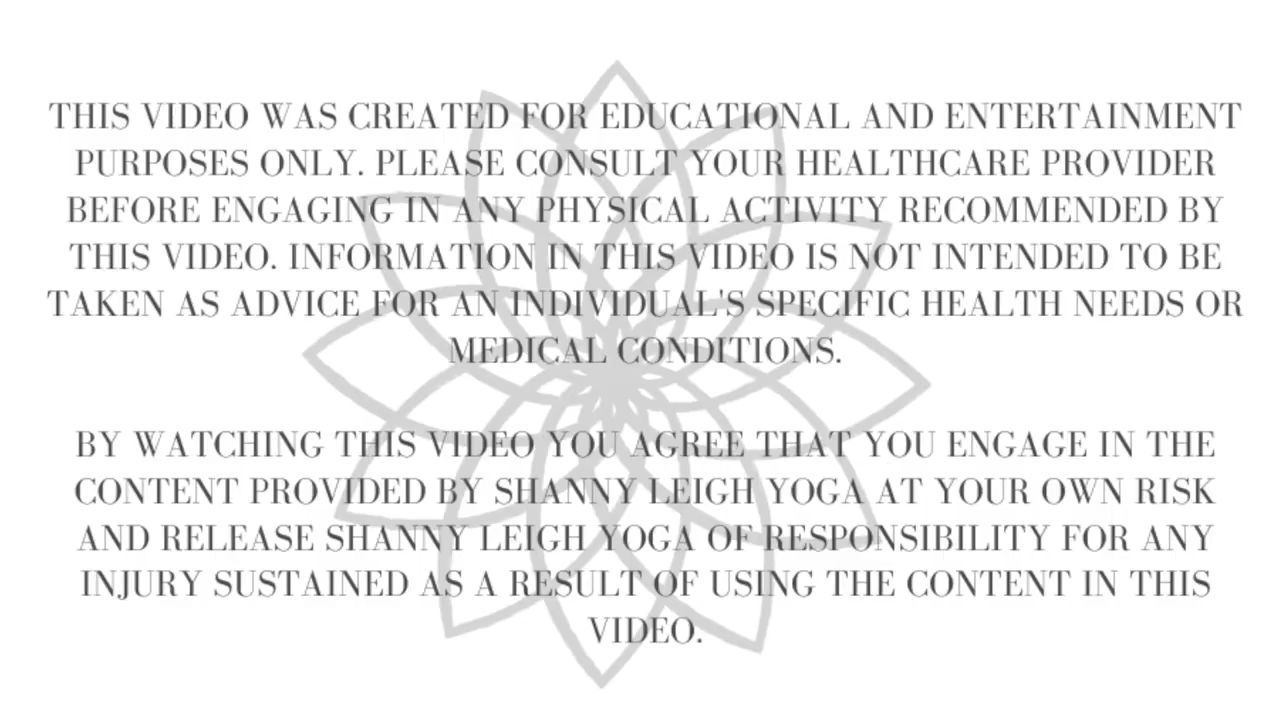 THIS VIDEO WAS CREATED FOR EDUCATIONAL AND ENTERTAINMENT
PURPOSES ONLY. PLEASE CONSULT YOUR HEALTHCARE PROVIDER
BEFORE ENGAGING IN ANY PHYSICAL ACTIVITY RECOMMENDED BY
THIS VIDEO. INFORMATION IN THIS VIDEO IS NOT INTENDED TO BE
TAKEN AS ADVICE FOR AN INDIVIDUAL'S SPECIFIC HEALTH NEEDS OR
MEDICAL CONDITIONS.
BY WATCHING THIS VIDEO YOU AGREE THAT YOU ENGAGE IN THE
CONTENT PROVIDED BY SHANNY LEIGH YOGA AT YOUR OWN RISK
AND RELEASE SHANNY LEIGH YOGA OF RESPONSIBILITY FOR ANY
INJURY SUSTAINED AS A RESULT OF USING THE CONTENT IN THIS
VIDEO.